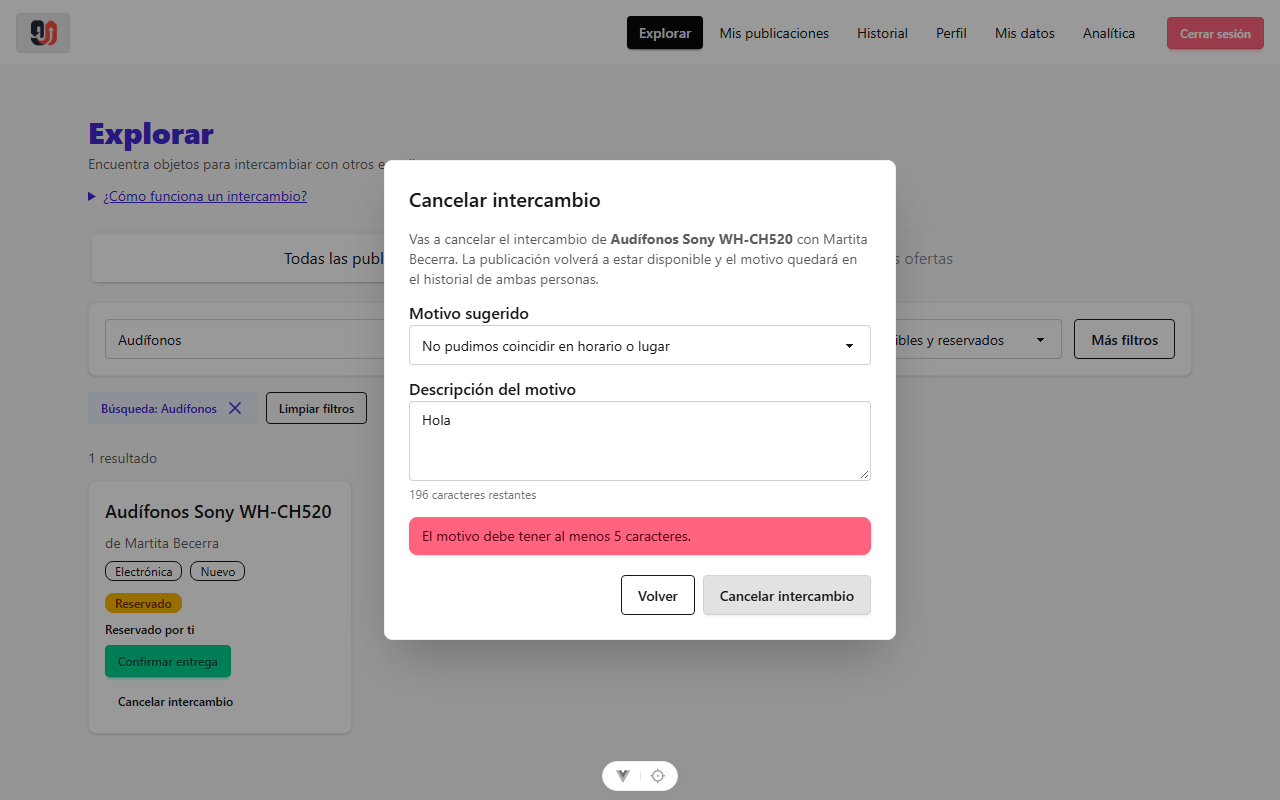 Explorar
Mis publicaciones
Historial
Perfil
Mis datos
Analítica
Cerrar sesión
Explorar
Encuentra objetos para intercambiar con otros
¿Cómo funciona un intercambio?
Todas las
ofertas
Audífonos
y reservados
Más filtros
Búsqueda: Audífonos
Limpiar filtros
1 resultado
Audífonos Sony WH-CH520
de Martita Becerra
Electrónica
Nuevo
Reservado
Reservado por ti
Confirmar entrega
Cancelar intercambio
Cancelar intercambio
Vas a cancelar el intercambio de Audífonos Sony WH-CH520 con Martita
Becerra. La publicación volverá a estar disponible y el motivo quedará en
el historial de ambas personas.
Motivo sugerido
No pudimos coincidir en horario o lugar
Descripción del motivo
Hola
196 caracteres restantes
El motivo debe tener al menos 5 caracteres.
Volver
Cancelar intercambio